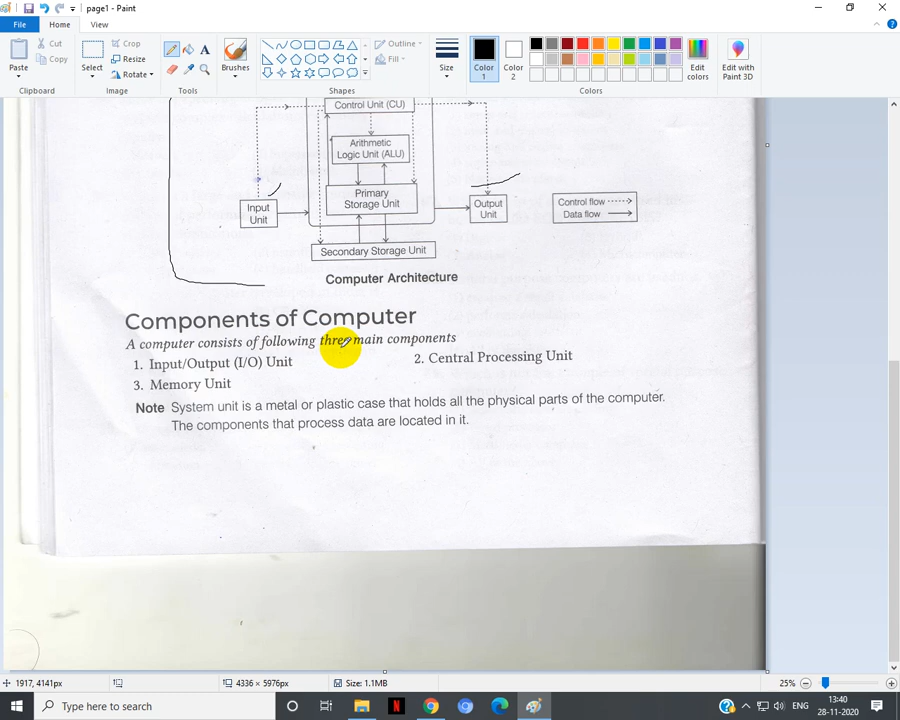 page1 - Paint
File Home View
Paste
Cut
Copy
Clipboard
Select
Crop
Resize
Rotate
Image
A
Tools
Brushes
Shapes
Outline
Fill
Size
Color 1
Color 2
Edit colors
Colors
Edit with Paint 3D
Control Unit (CU)
Arithmetic
Logic Unit (ALU)
Primary
Storage Unit
Input
Unit
Output
Unit
Control flow
Data flow
Secondary Storage Unit
Computer Architecture
Components of Computer
A computer consists of following three main components
1. Input/Output (I/O) Unit 2. Central Processing Unit
3. Memory Unit
Note System unit is a metal or plastic case that holds all the physical parts of the computer.
The components that process data are located in it.
1917, 4141px 4336 × 5976px Size: 1.1MB 25%
Type here to search ENG 13:40
28-11-2020